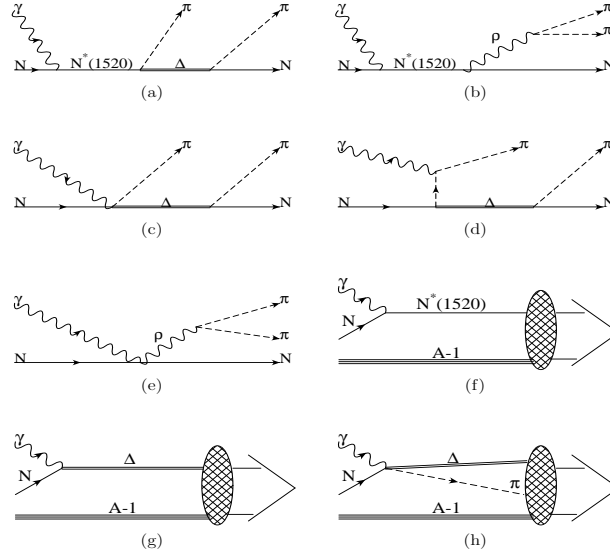 γ π
N N*(1520) Δ N
(a)
γ π
ρ π
N N*(1520) N
(b)
γ π π
N Δ N
(c)
γ π π
N Δ N
(d)
γ π
ρ π
N N
(e)
γ N*(1520)
N
A-1
(f)
γ
Δ
N
A-1
(g)
γ
Δ
N π
A-1
(h)